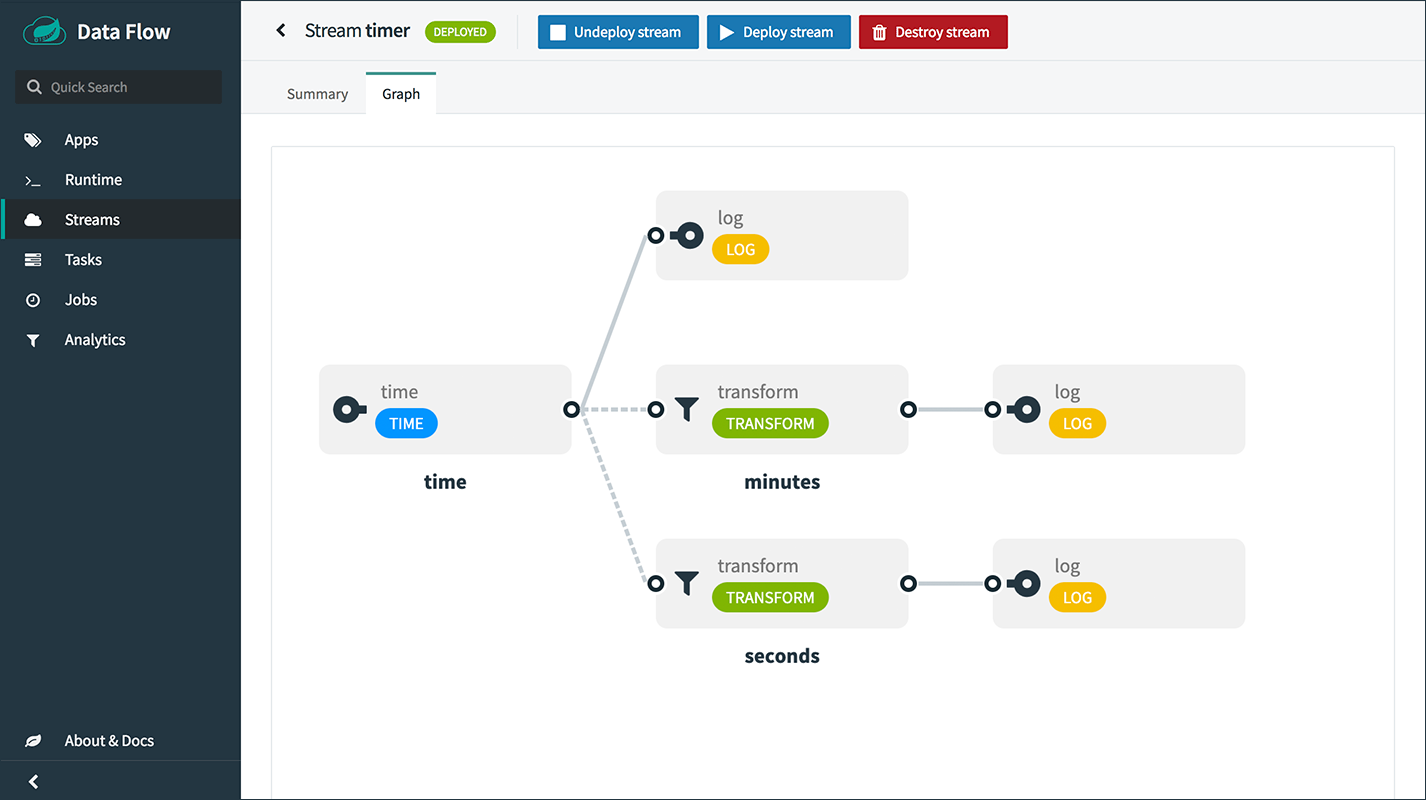 Data Flow
Stream timer DEPLOYED Undeploy stream Deploy stream Destroy stream
Quick Search
Summary Graph
Apps
Runtime
Streams
Tasks
Jobs
Analytics
About & Docs
log
LOG
time
TIME
time
transform
TRANSFORM
minutes
log
LOG
transform
TRANSFORM
seconds
log
LOG